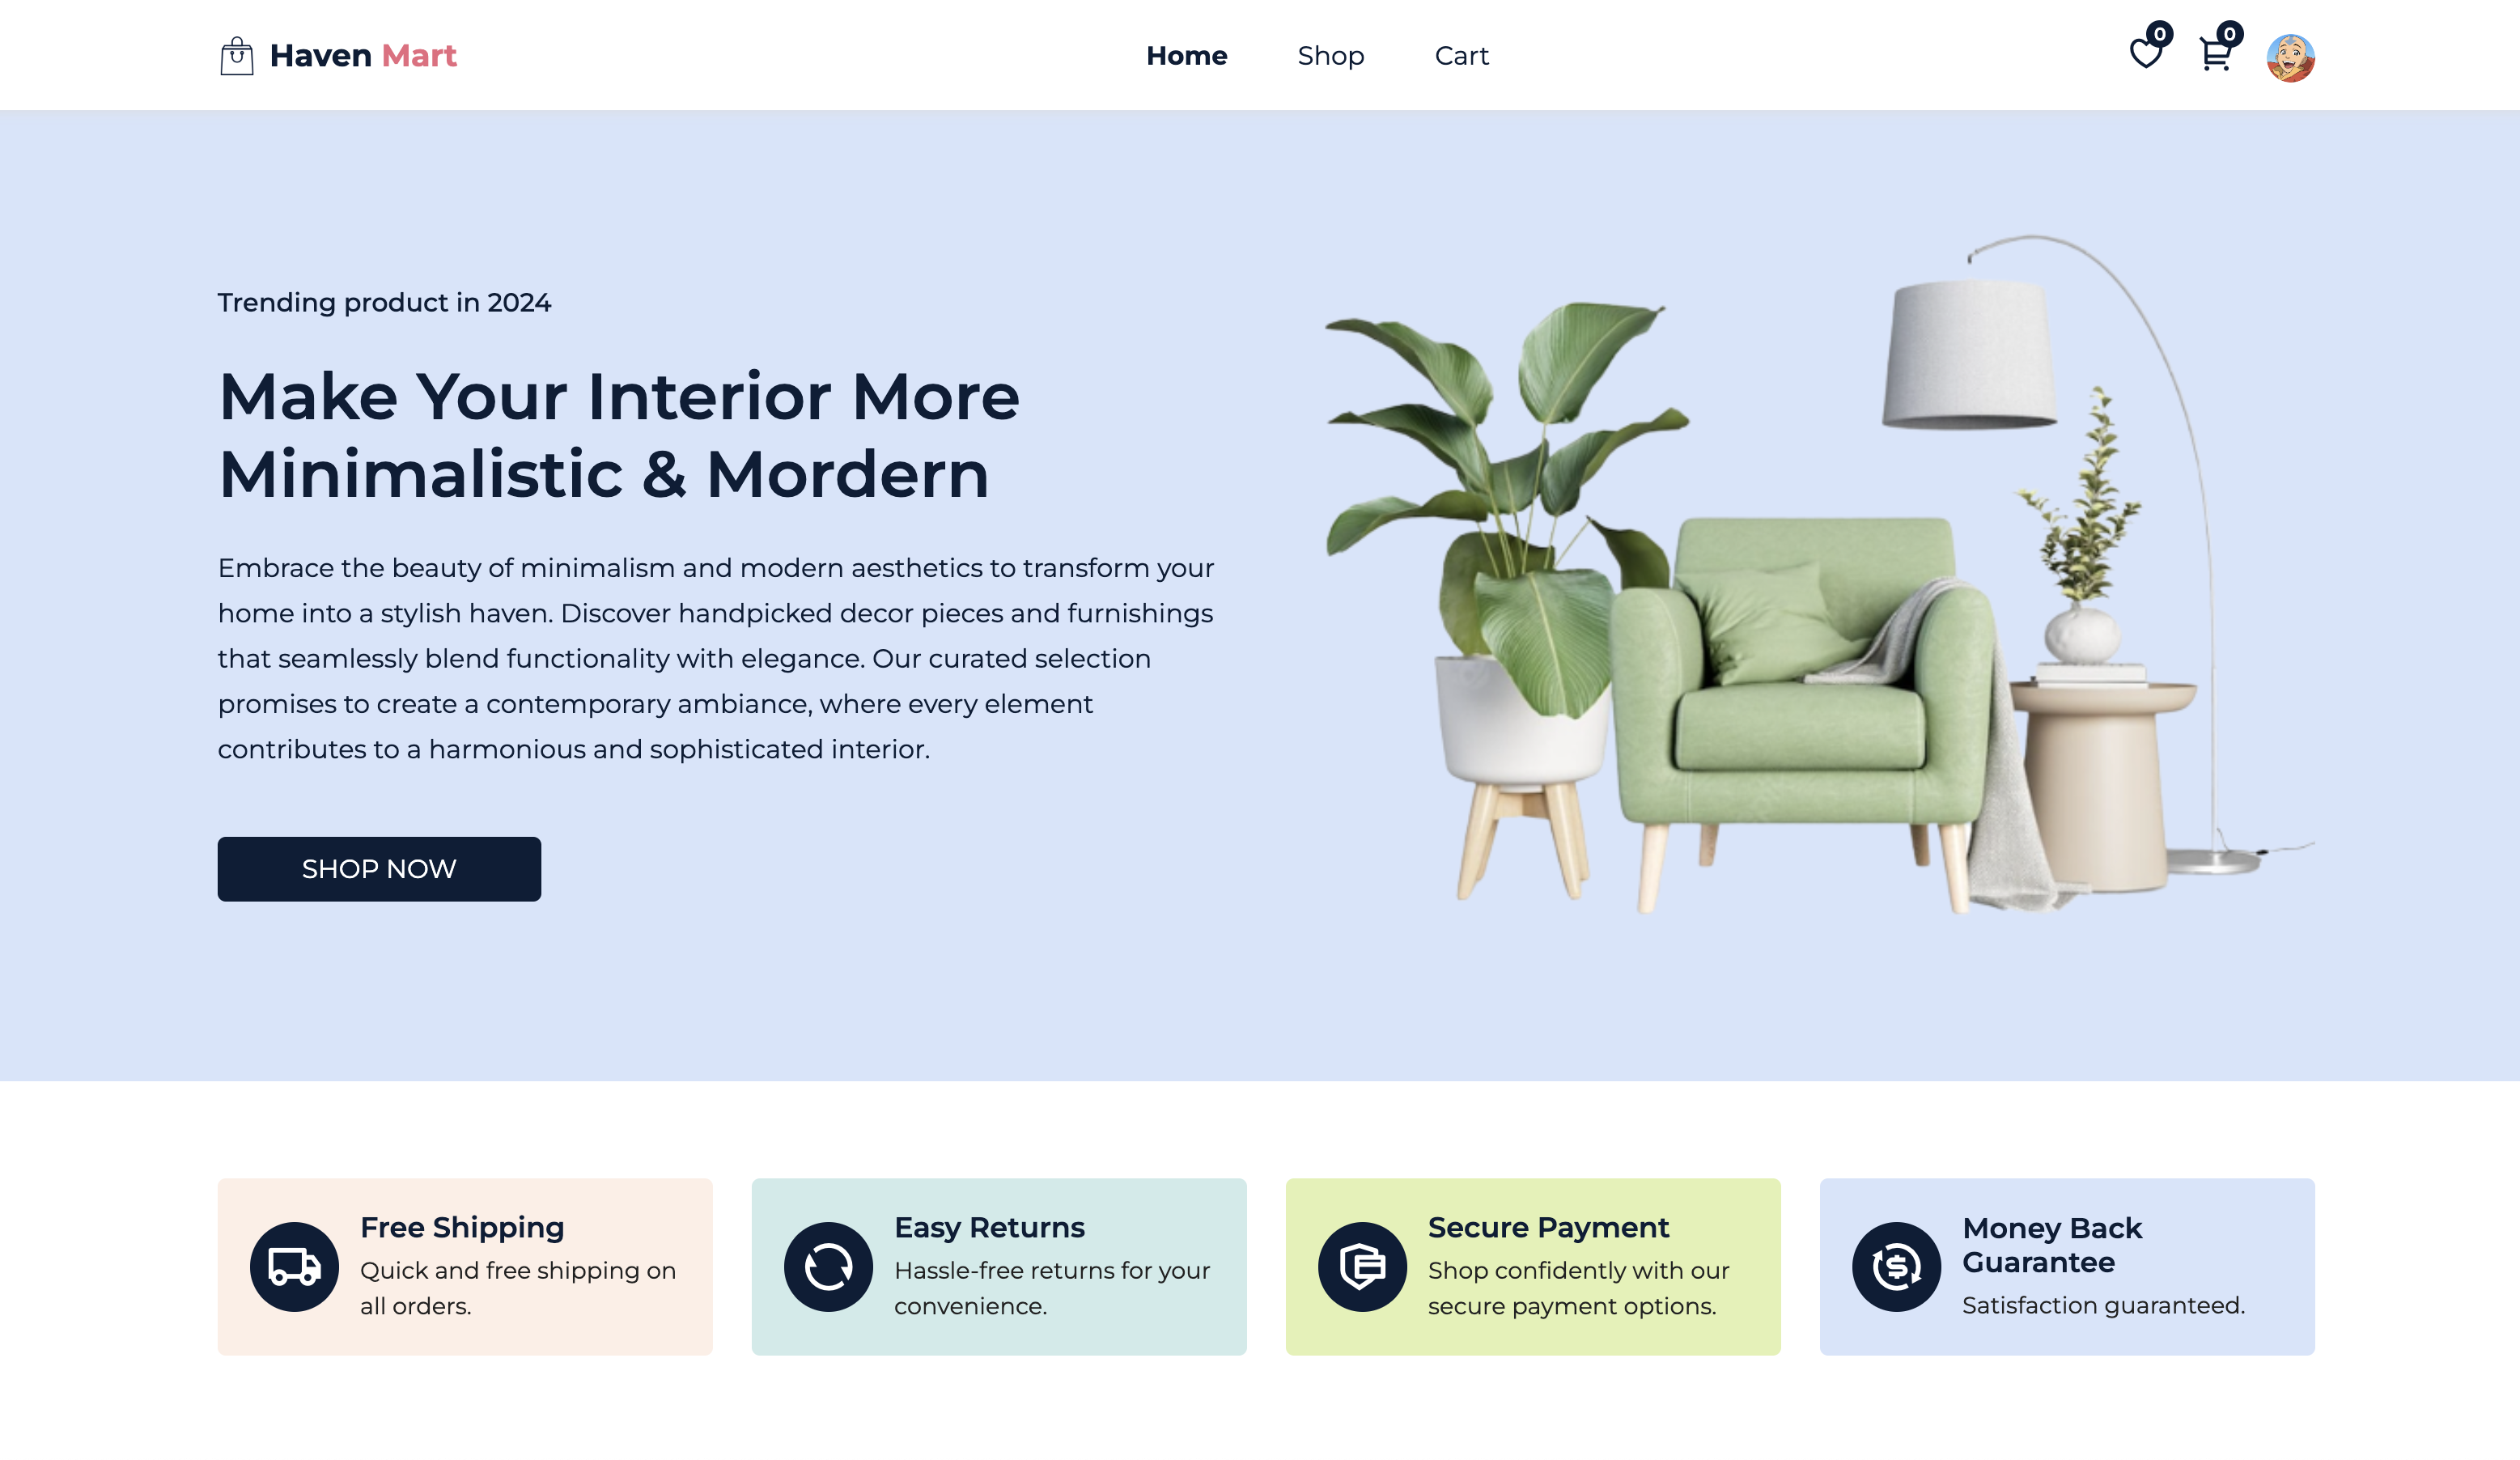 Haven Mart
Home
Shop
Cart
0
0
Trending product in 2024
Make Your Interior More
Minimalistic & Mordern
Embrace the beauty of minimalism and modern aesthetics to transform your
home into a stylish haven. Discover handpicked decor pieces and furnishings
that seamlessly blend functionality with elegance. Our curated selection
promises to create a contemporary ambiance, where every element
contributes to a harmonious and sophisticated interior.
SHOP NOW
Free Shipping
Quick and free shipping on
all orders.
Easy Returns
Hassle-free returns for your
convenience.
Secure Payment
Shop confidently with our
secure payment options.
Money Back
Guarantee
Satisfaction guaranteed.